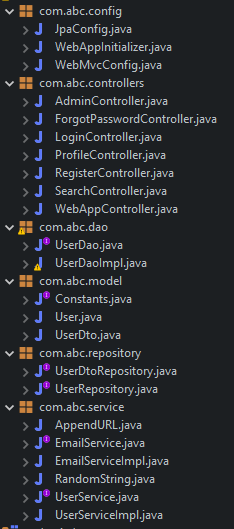 com.abc.config
JpaConfig.java
WebAppInitializer.java
WebMvcConfig.java
com.abc.controllers
AdminController.java
ForgotPasswordController.java
LoginController.java
ProfileController.java
RegisterController.java
SearchController.java
WebAppController.java
com.abc.dao
UserDao.java
UserDaoImpl.java
com.abc.model
Constants.java
User.java
UserDto.java
com.abc.repository
UserDtoRepository.java
UserRepository.java
com.abc.service
AppendURL.java
EmailService.java
EmailServiceImpl.java
RandomString.java
UserService.java
UserServiceImpl.java